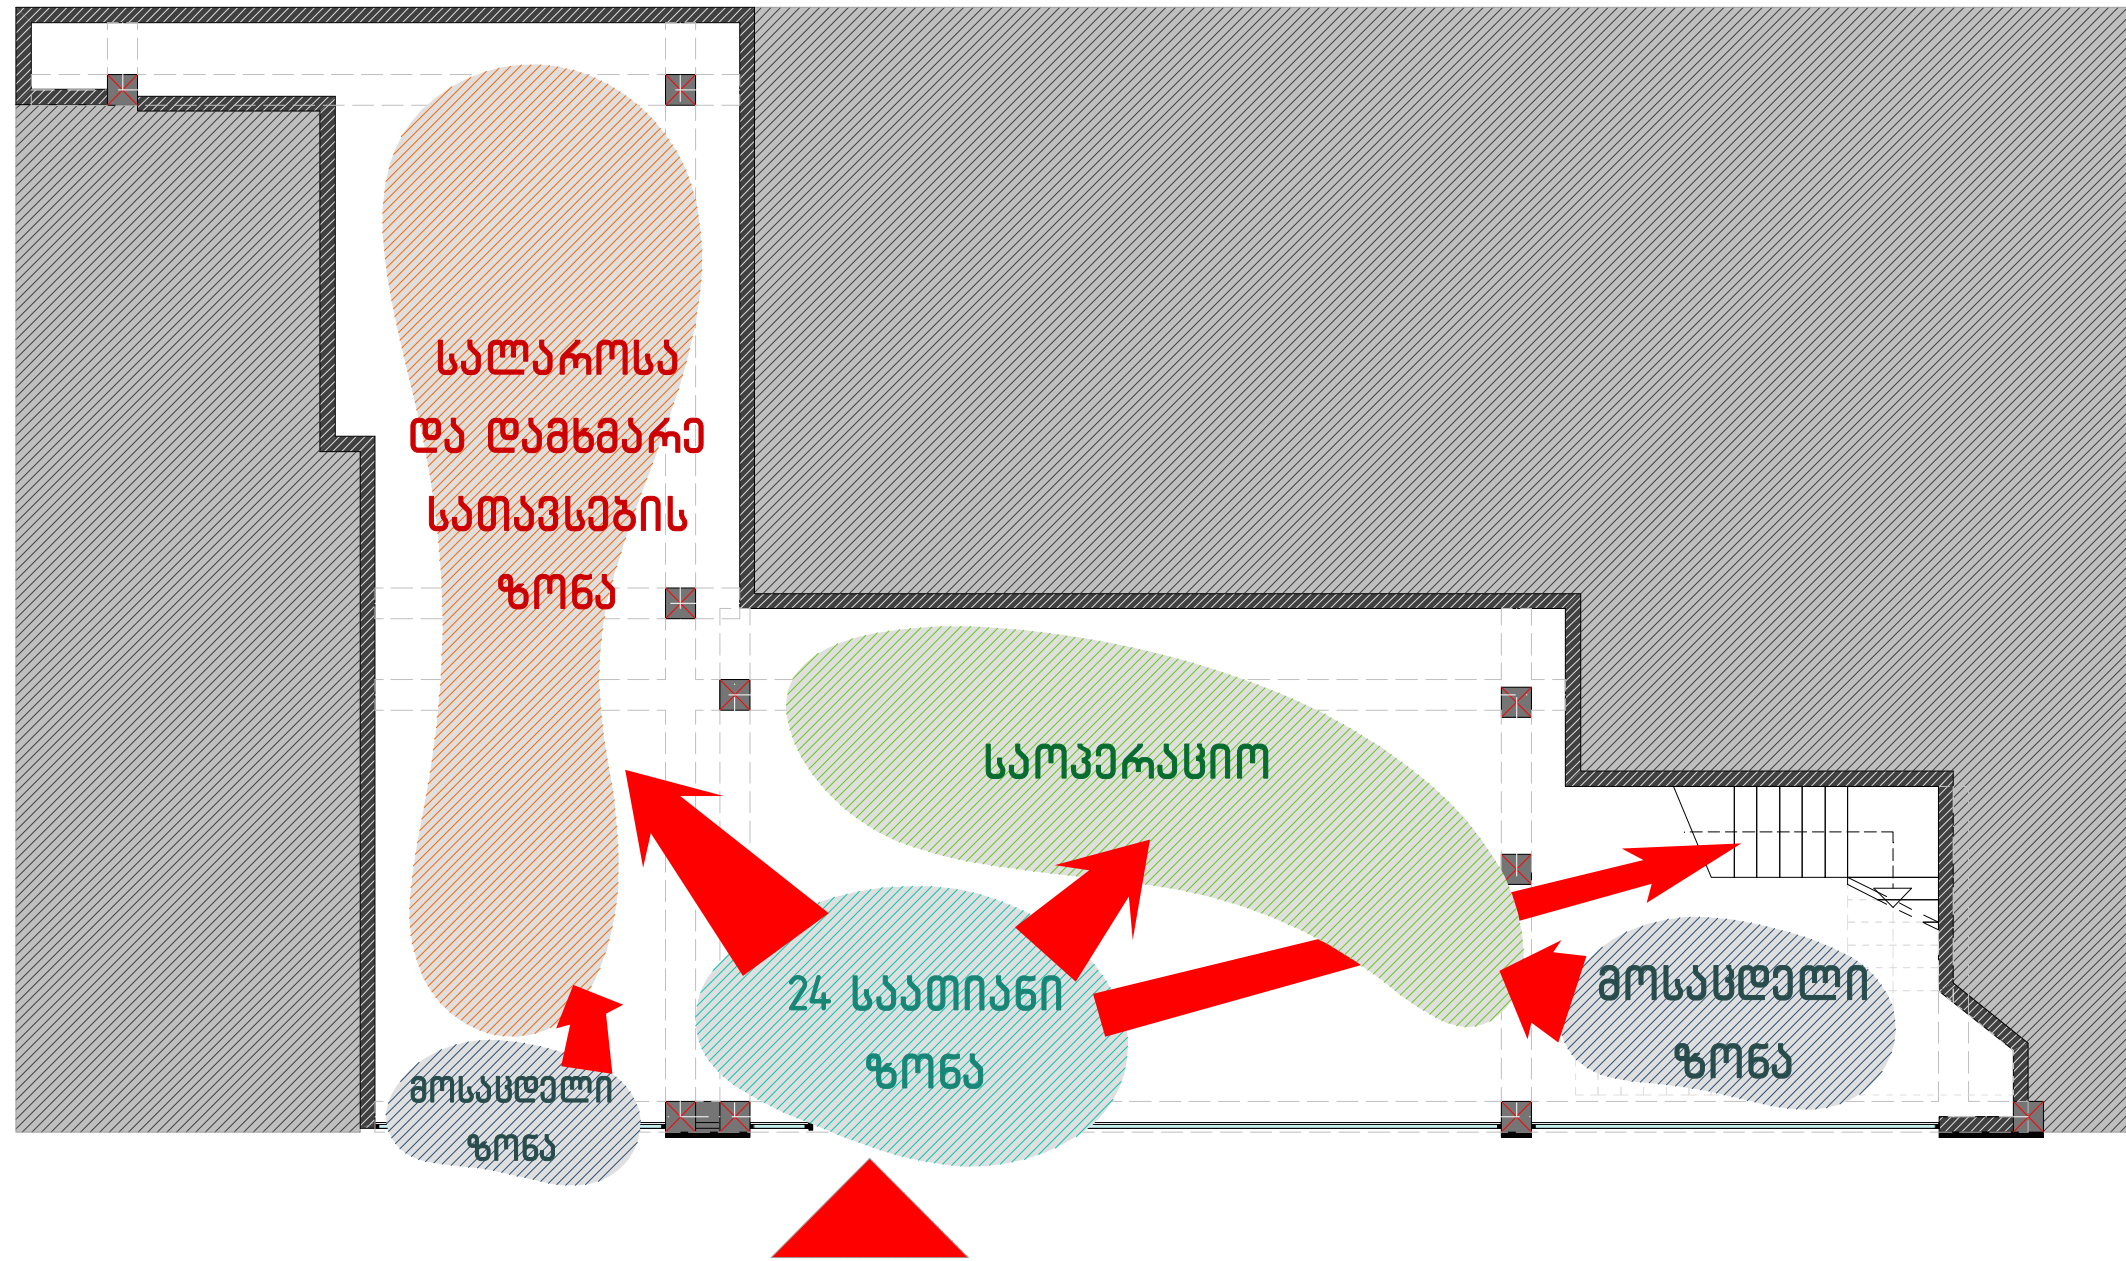 სალაროსა
და დამხმარე
სათავსების
ზონა
საოპერაციო
24 საათიანი
ზონა
მოსაცდელი
ზონა
მოსაცდელი
ზონა